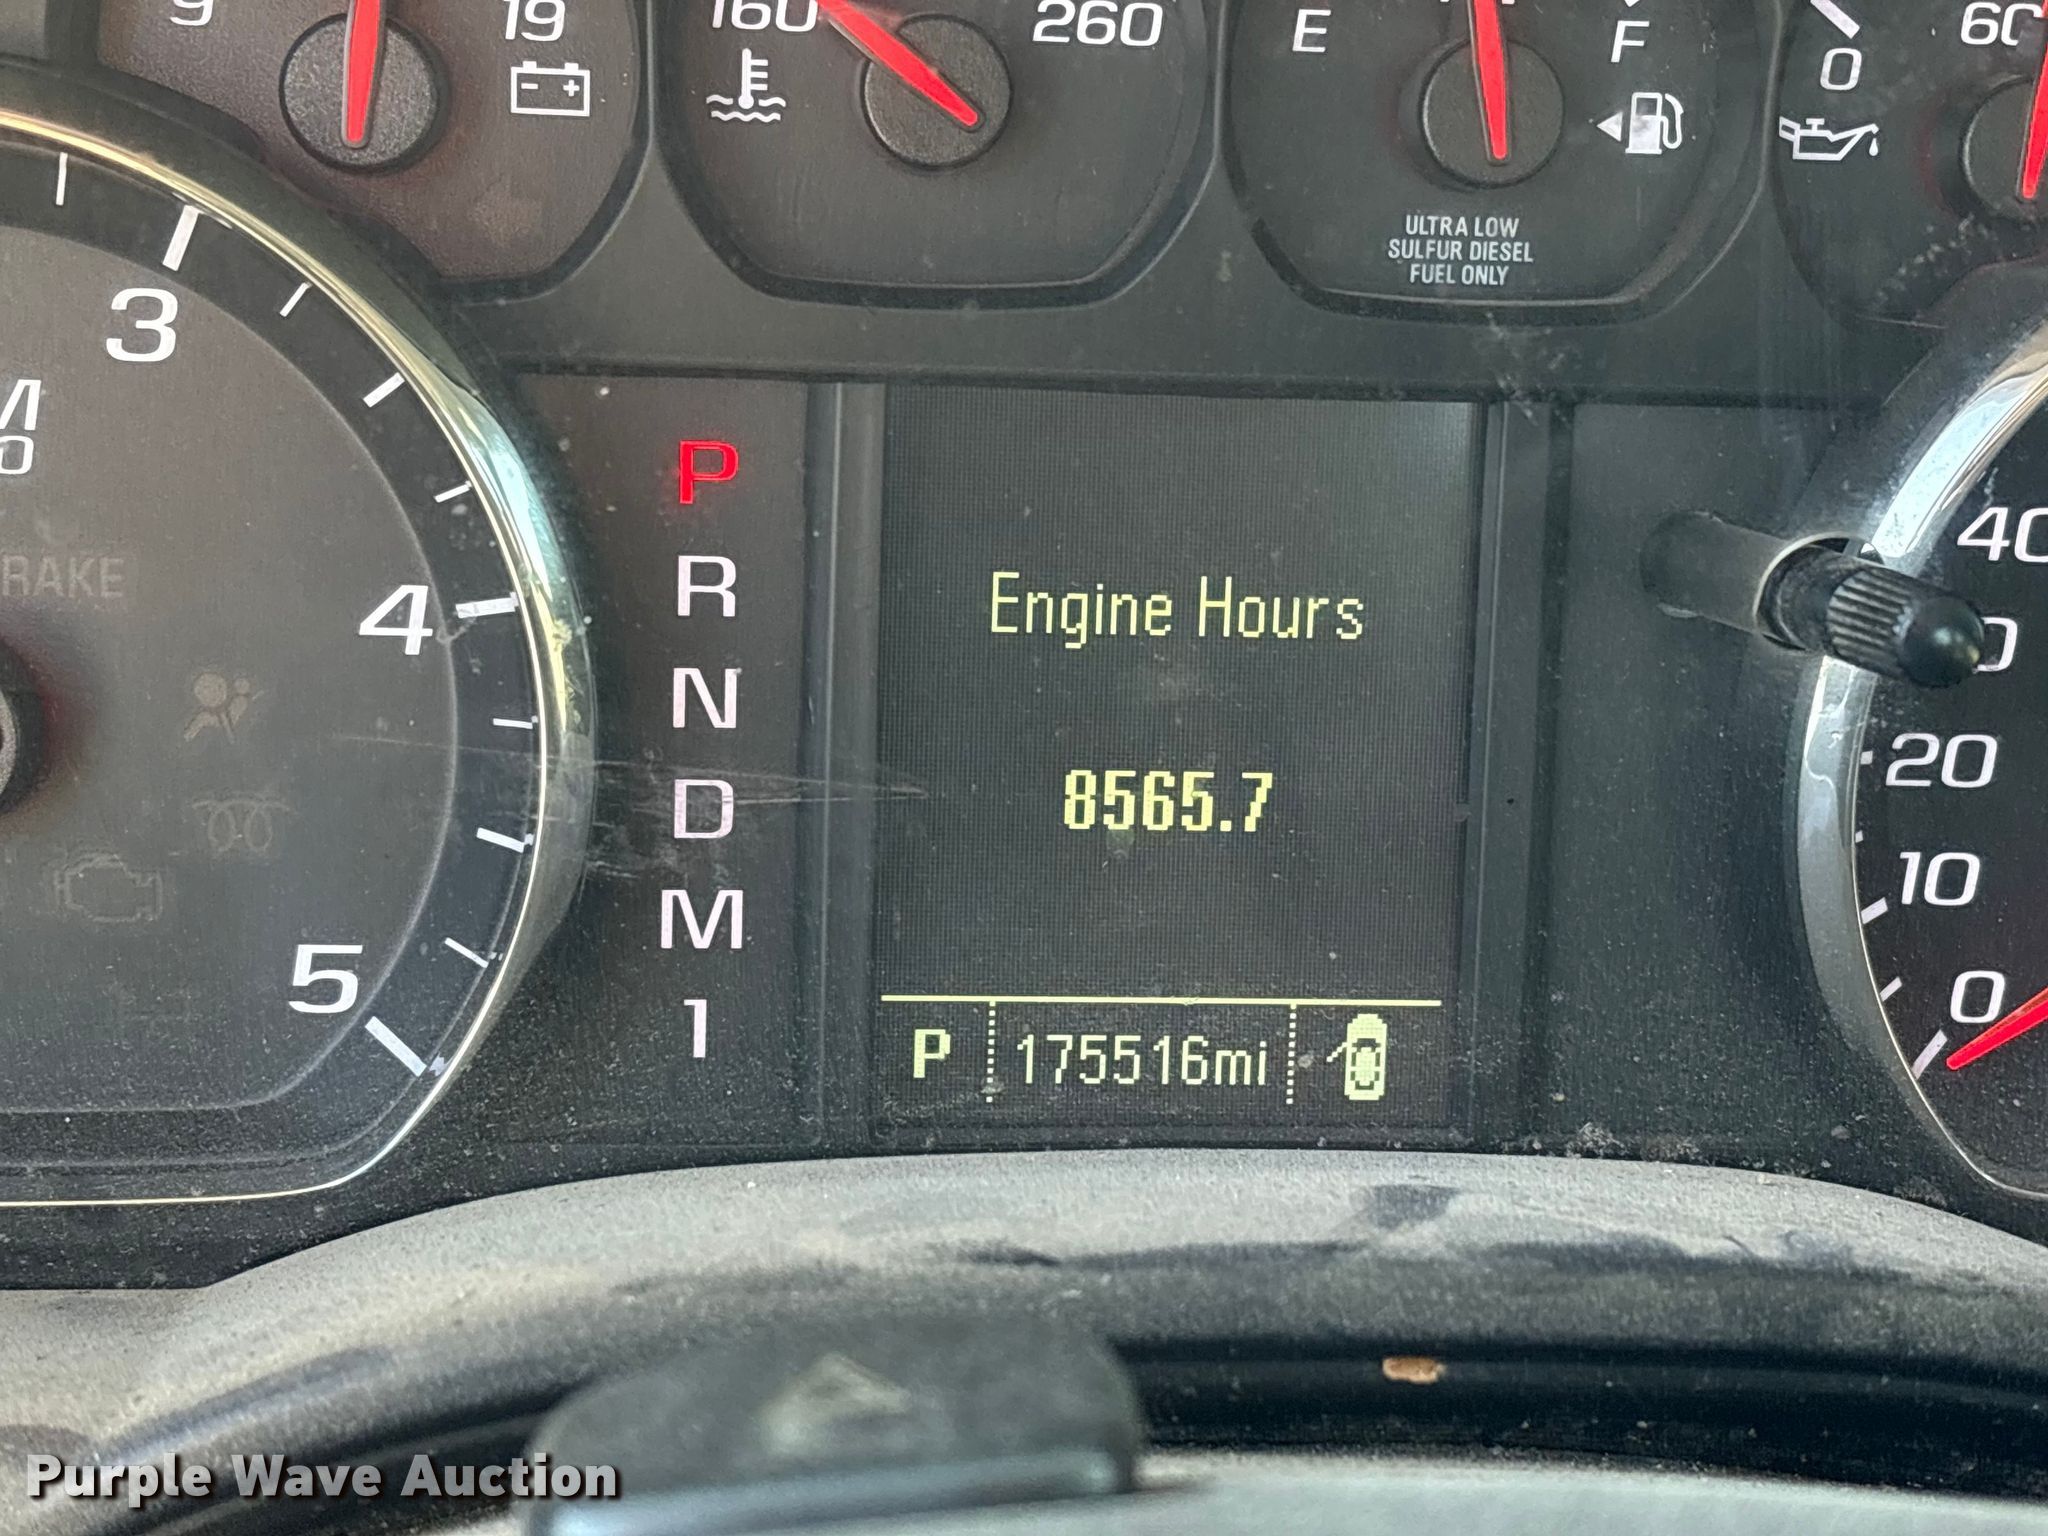 9
19
160
260
E
F
0
60
ULTRA LOW
SULFUR DIESEL
FUEL ONLY
3
4
5
P
R
N
D
M
1
Engine Hours
8565.7
P 175516mi
40
20
10
0
Purple Wave Auction